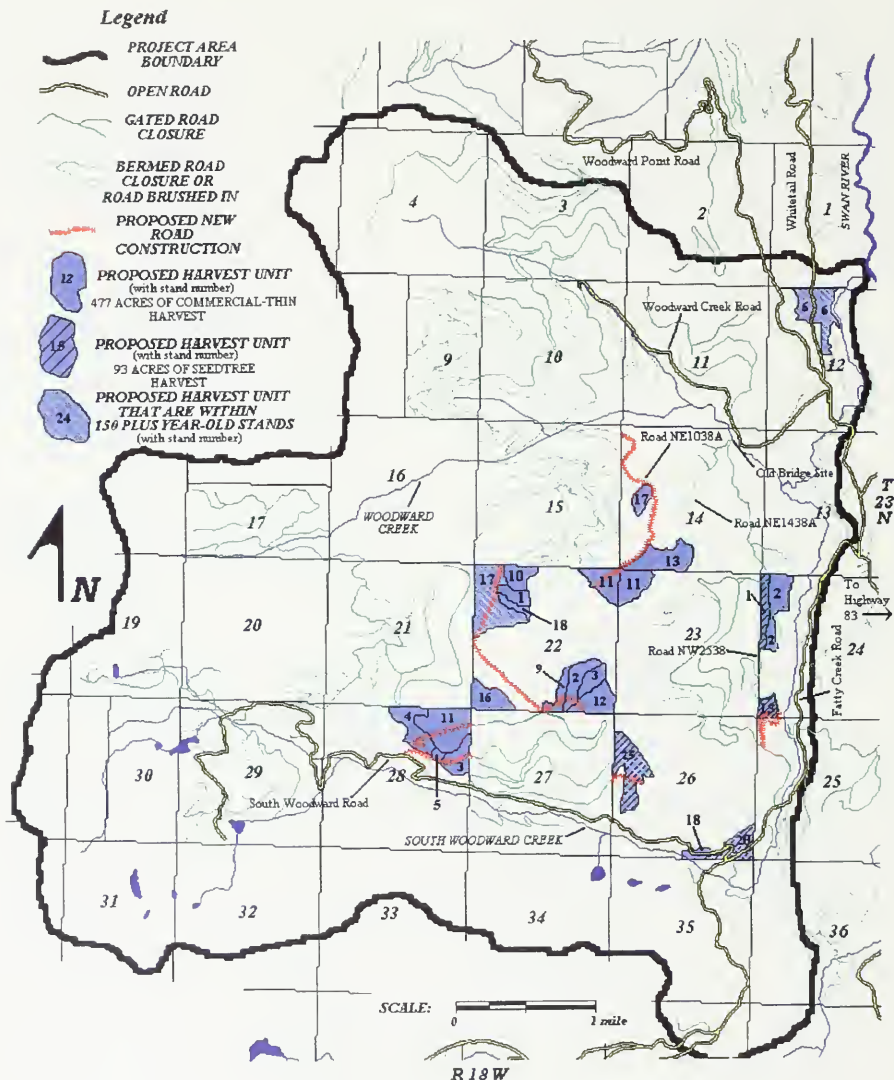 Legend
PROJECT AREA
BOUNDARY
OPEN ROAD
GATED ROAD
CLOSURE
BERMED ROAD
CLOSURE OR
ROAD BRUSHED IN
PROPOSED NEW
ROAD
CONSTRUCTION
12
PROPOSED HARVEST UNIT
(with stand number)
477 ACRES OF COMMERCIAL-THIN
HARVEST
15
PROPOSED HARVEST UNIT
(with stand number)
93 ACRES OF SEEDTREE
HARVEST
24
PROPOSED HARVEST UNIT
THAT ARE WITHIN
150 PLUS YEAR-OLD STANDS
(with stand number)
Woodward Point Road
Whitetail Road
SWAN RIVER
4
3
2
1
Woodward Creek Road
6
6
9
10
11
12
Road NE1038A
Old Bridge Site
16
WOODWARD
CREEK
17
15
17
14
13
Road NE1438A
T
23
N
N
To
Highway
83
19
20
21
17
10
1
18
22
11
11
13
23
1
2
2
24
Road NW2538
Fatty Creek Road
9
2
3
12
16
4
11
3
5
30
29
28
27
26
25
South Woodward Road
SOUTH WOODWARD CREEK
18
31
32
33
34
35
36
SCALE:
0
1 mile
R 18 W